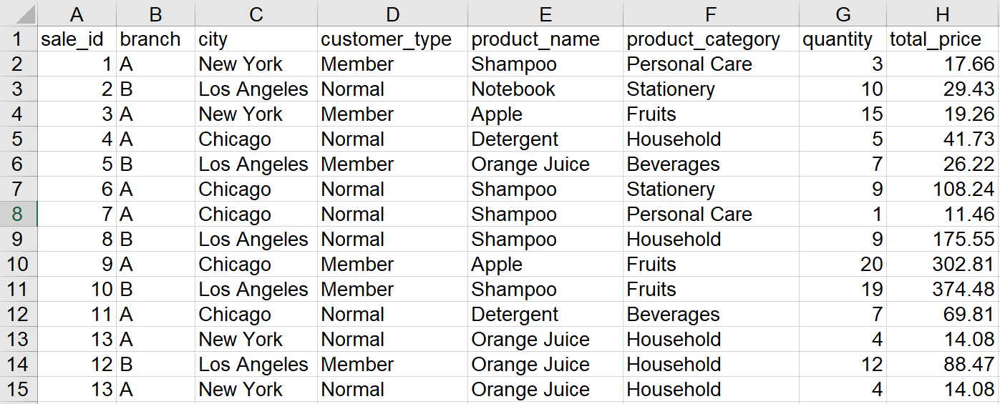 A B C D E F G H
1 sale_id branch city customer_type product_name product_category quantity total_price
2 1 A New York Member Shampoo Personal Care 3 17.66
3 2 B Los Angeles Normal Notebook Stationery 10 29.43
4 3 A New York Member Apple Fruits 15 19.26
5 4 A Chicago Normal Detergent Household 5 41.73
6 5 B Los Angeles Member Orange Juice Beverages 7 26.22
7 6 A Chicago Normal Shampoo Stationery 9 108.24
8 7 A Chicago Normal Shampoo Personal Care 1 11.46
9 8 B Los Angeles Normal Shampoo Household 9 175.55
10 9 A Chicago Member Apple Fruits 20 302.81
11 10 B Los Angeles Member Shampoo Fruits 19 374.48
12 11 A Chicago Normal Detergent Beverages 7 69.81
13 13 A New York Normal Orange Juice Household 4 14.08
14 12 B Los Angeles Member Orange Juice Household 12 88.47
15 13 A New York Normal Orange Juice Household 4 14.08